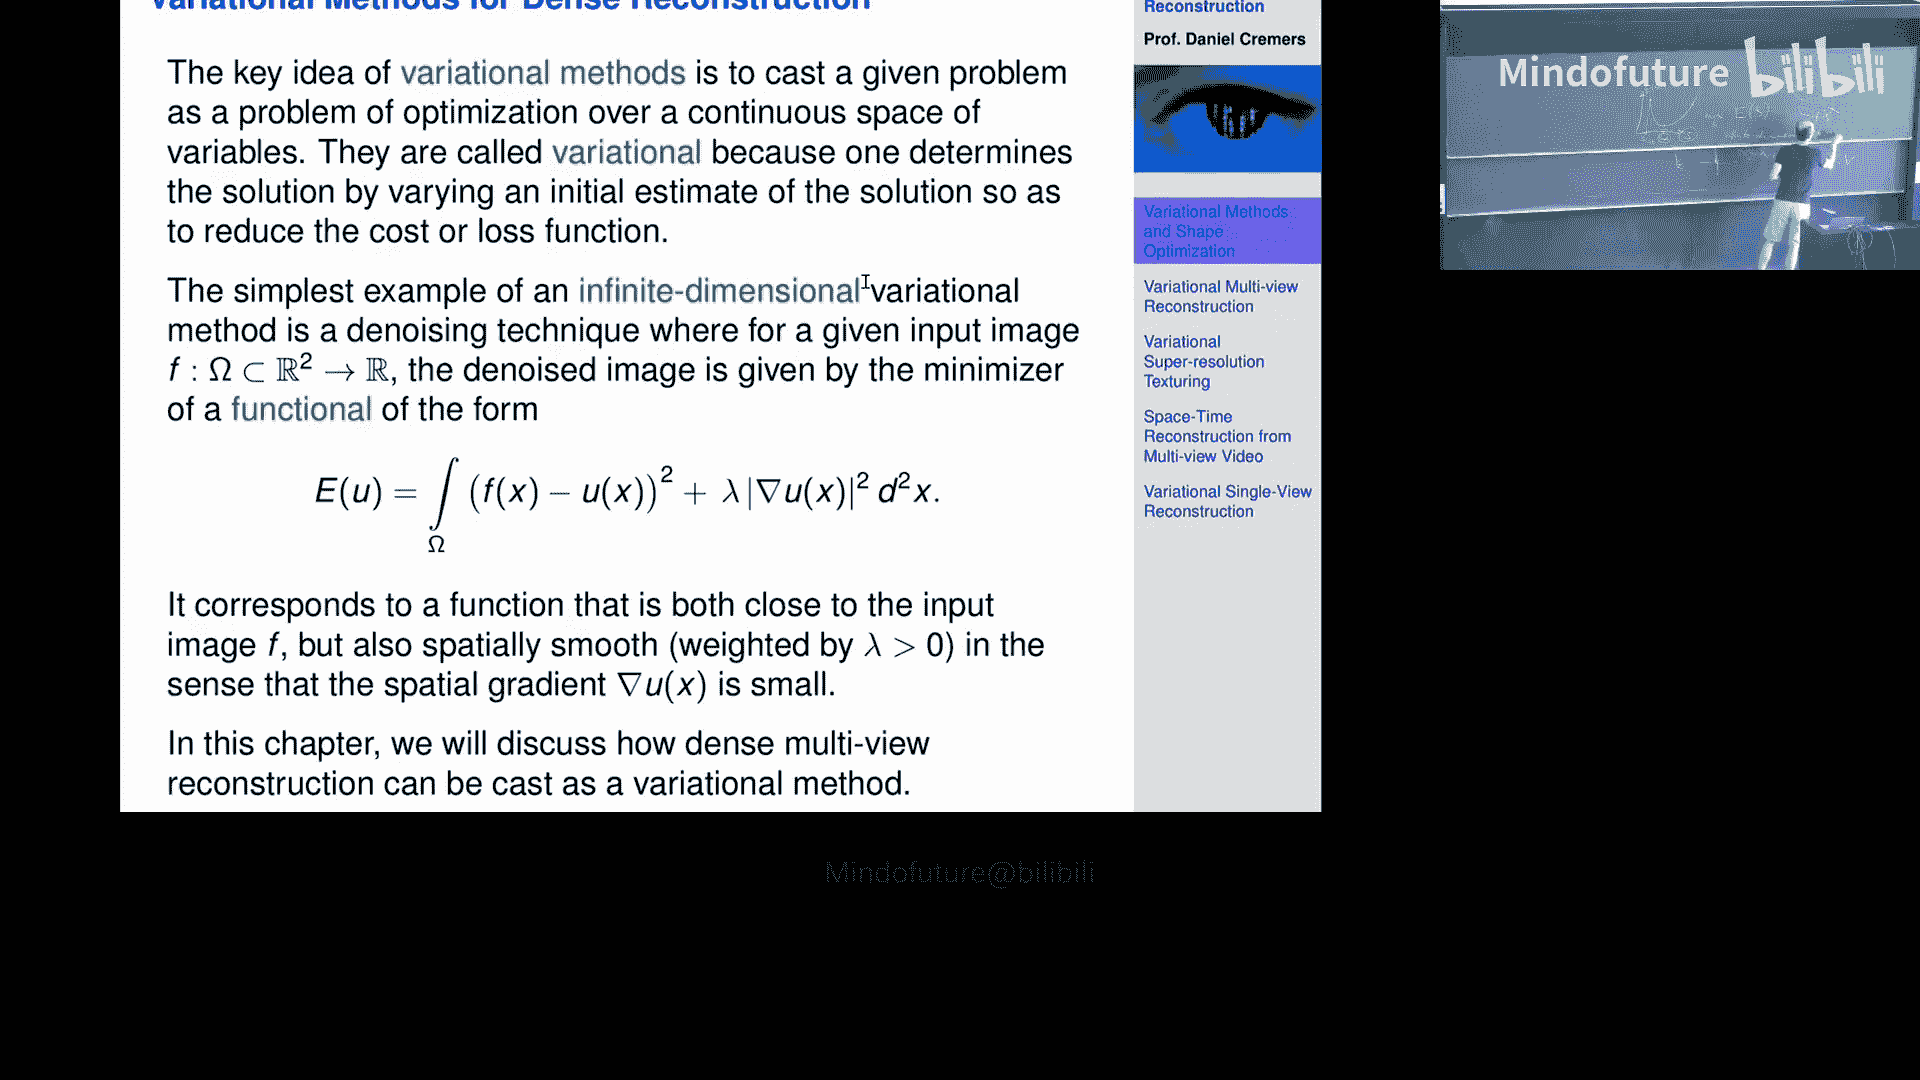 Variational Methods for Dense Reconstruction
The key idea of variational methods is to cast a given problem
as a problem of optimization over a continuous space of
variables. They are called variational because one determines
the solution by varying an initial estimate of the solution so as
to reduce the cost or loss function.
The simplest example of an infinite-dimensional variational
method is a denoising technique where for a given input image
f : Ω ⊂ ℝ² → ℝ, the denoised image is given by the minimizer
of a functional of the form
E(u) = ∫_Ω (f(x) − u(x))² + λ |∇u(x)|² d²x.
It corresponds to a function that is both close to the input
image f, but also spatially smooth (weighted by λ > 0) in the
sense that the spatial gradient ∇u(x) is small.
In this chapter, we will discuss how dense multi-view
reconstruction can be cast as a variational method.
Reconstruction
Prof. Daniel Cremers
Variational Methods
and Shape
Optimization
Variational Multi-view
Reconstruction
Variational
Super-resolution
Texturing
Space-Time
Reconstruction from
Multi-view Video
Variational Single-View
Reconstruction
Mindofuture bilibili
Mindofuture@bilibili